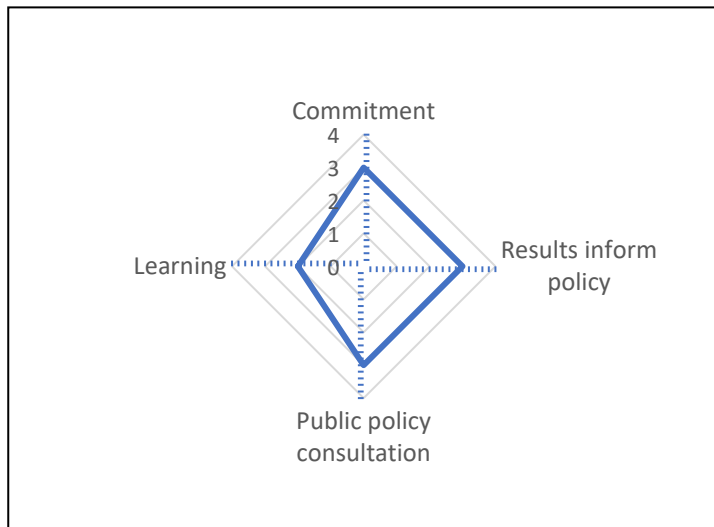 Commitment
4
3
2
1
0
Learning
Results inform
policy
Public policy
consultation